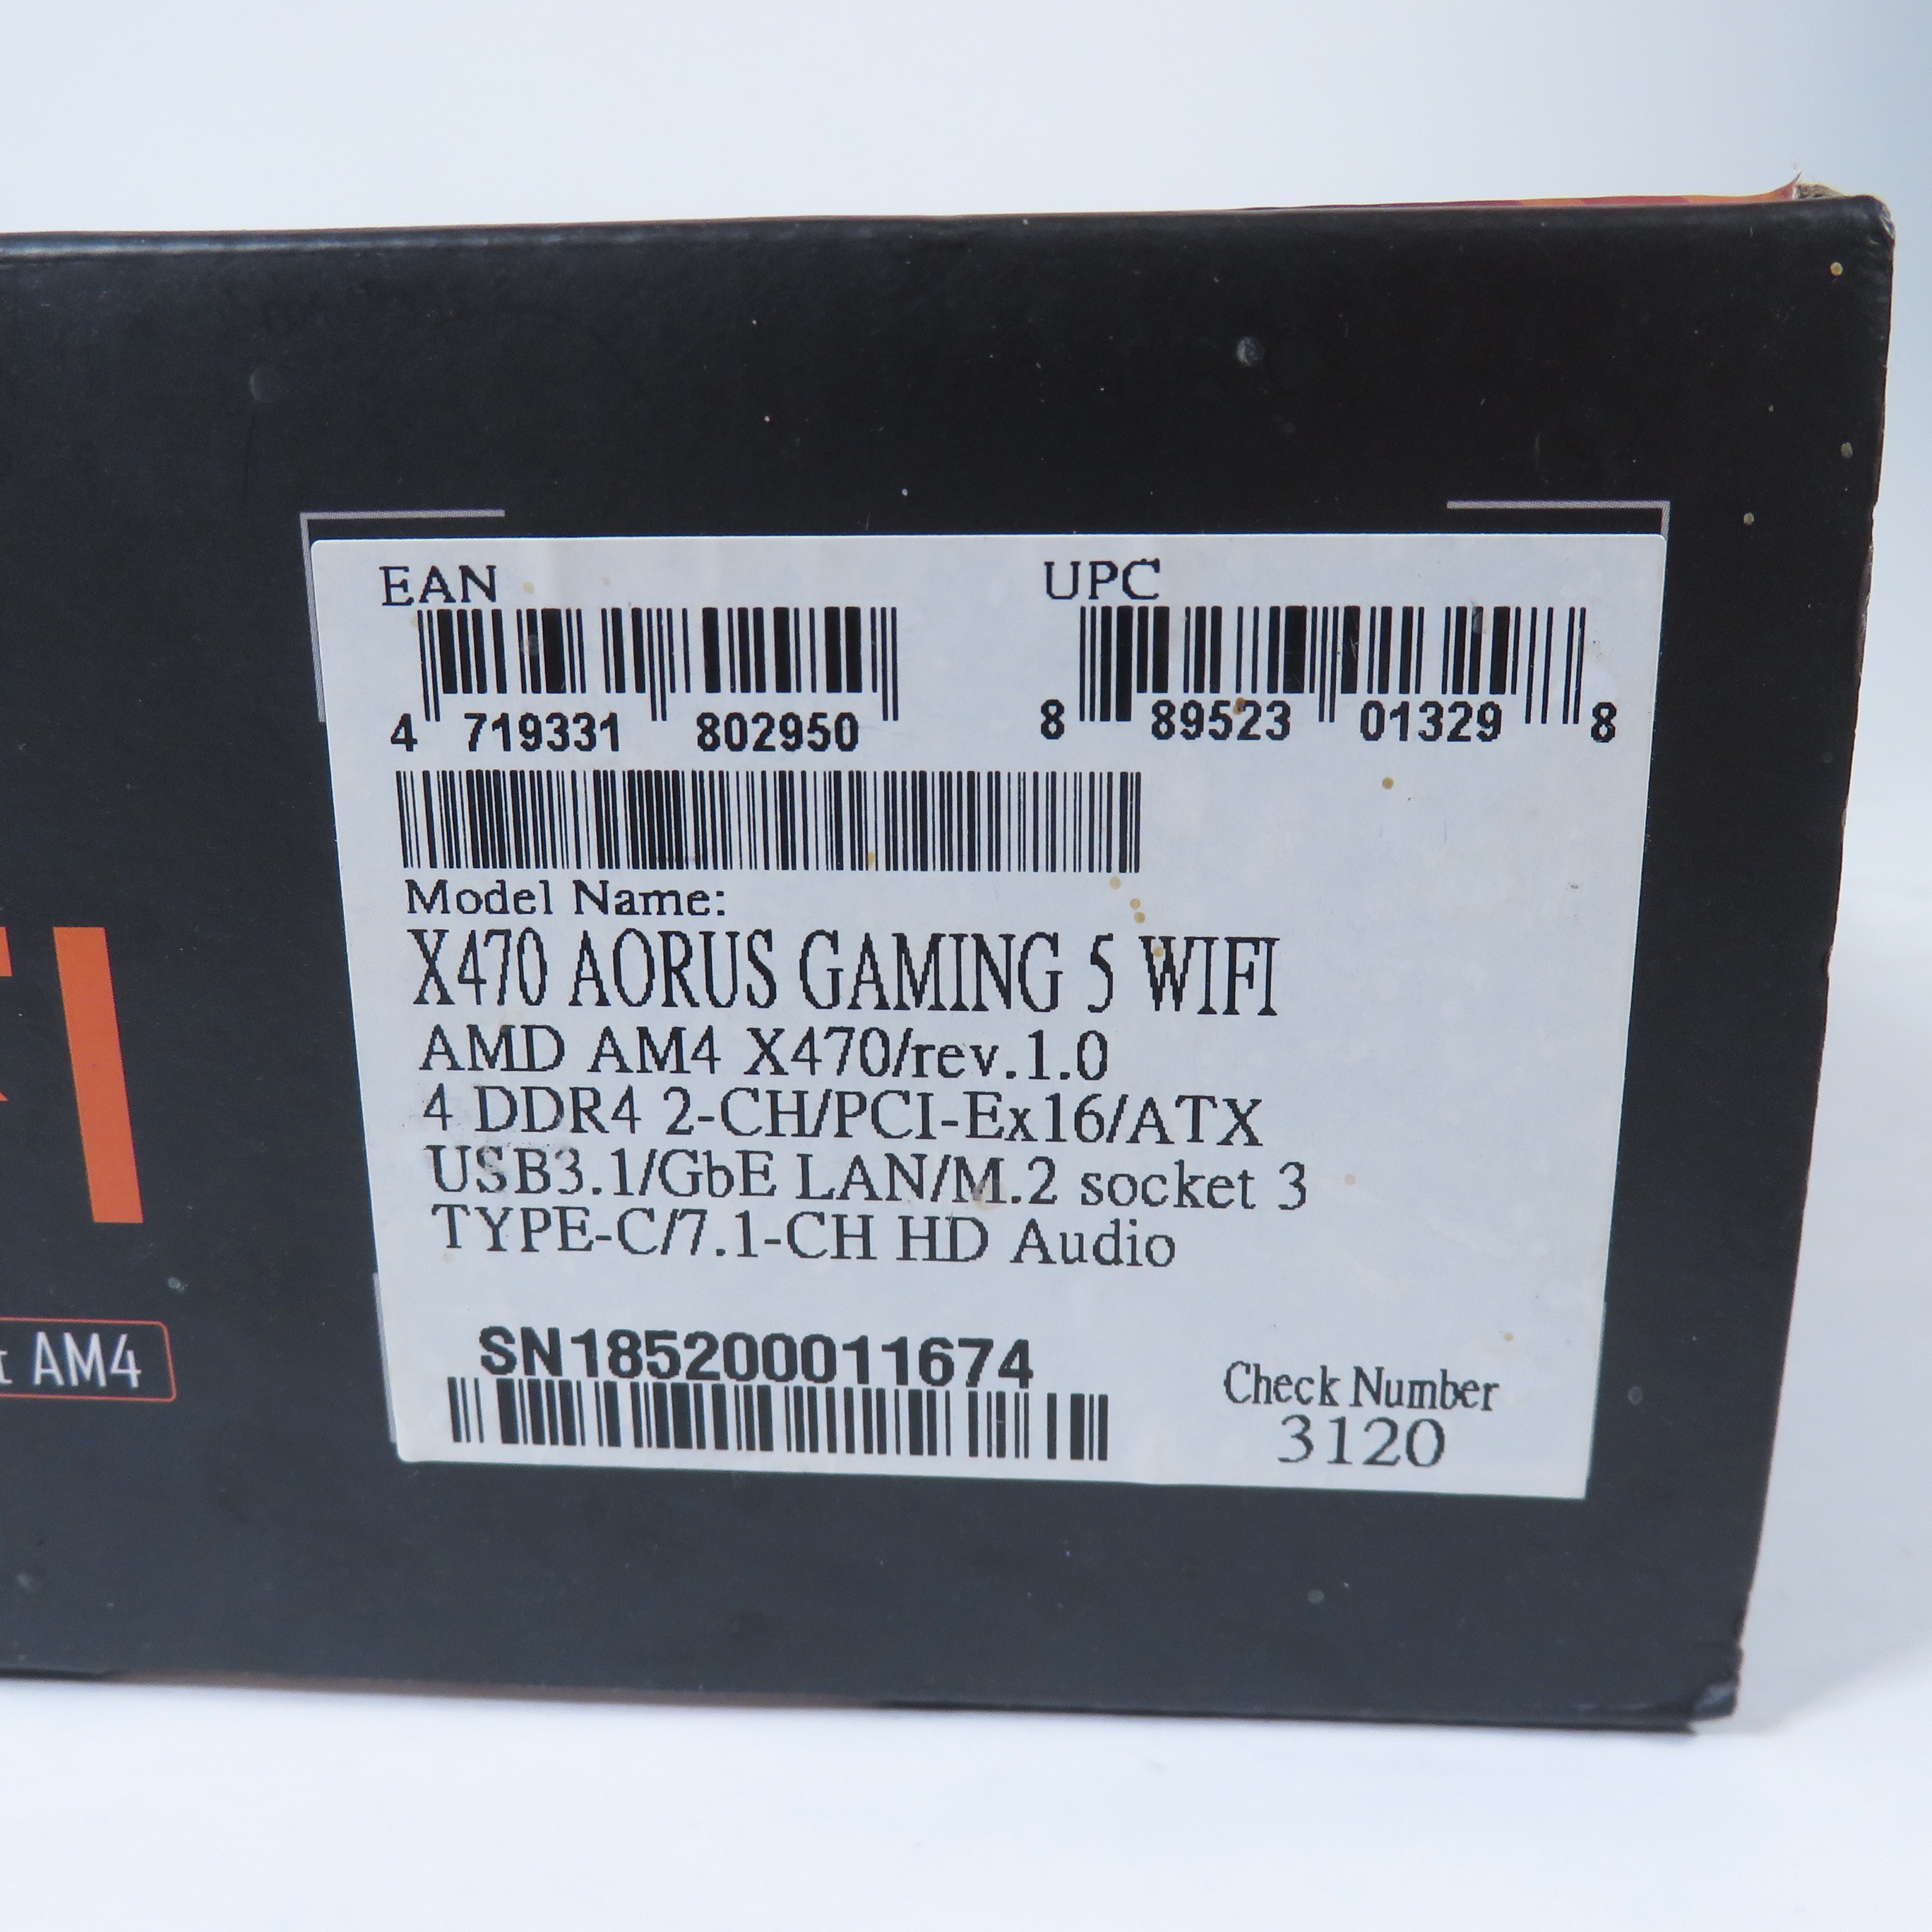 EAN
UPC
4 719331 802950
8 89523 01329 8
Model Name:
X470 AORUS GAMING 5 WIFI
AMD AM4 X470/rev.1.0
4 DDR4 2-CH/PCI-Ex16/ATX
USB3.1/GbE LAN/M.2 socket 3
TYPE-C/7.1-CH HD Audio
SN185200011674
Check Number
3120
AM4